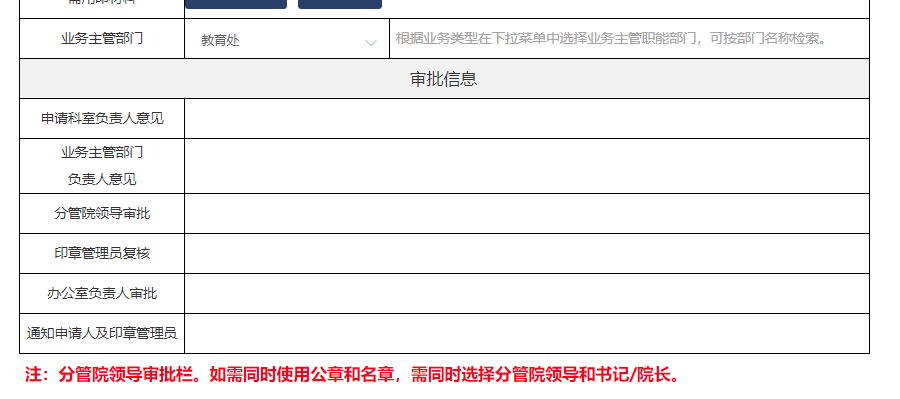 需用印材料
业务主管部门
教育处
根据业务类型在下拉菜单中选择业务主管职能部门，可按部门名称检索。
审批信息
申请科室负责人意见
业务主管部门
负责人意见
分管院领导审批
印章管理员复核
办公室负责人审批
通知申请人及印章管理员
注：分管院领导审批栏。如需同时使用公章和名章，需同时选择分管院领导和书记/院长。